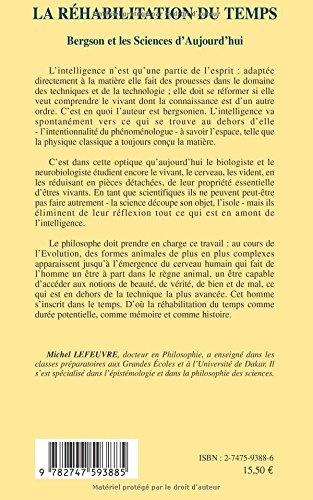 LA RÉHABILITATION DU TEMPS
Bergson et les Sciences d'Aujourd'hui
L'intelligence n'est qu'une partie de l'esprit : adaptée
directement à la matière elle fait des prouesses dans le domaine
des techniques et de la technologie ; elle doit se réformer si elle
veut comprendre le vivant dont la connaissance est d'un autre
ordre. C'est en quoi l'auteur est bergsonien. L'intelligence va
spontanément vers ce qui se trouve au dehors d'elle
- l'intentionnalité du phénoménologue - à savoir l'espace, telle que
la physique classique a toujours conçu la matière.
C'est dans cette optique qu'aujourd'hui le biologiste et le
neurobiologiste étudient encore le vivant, le cerveau, les vident, en
les réduisant en pièces détachées, de leur propriété essentielle
d'êtres vivants. En tant que scientifiques ils ne peuvent peut-être
pas faire autrement - la science découpe son objet, l'isole - mais ils
éliminent de leur réflexion tout ce qui est en amont de
l'intelligence.
Le philosophe doit prendre en charge ce travail : au cours de
l'Evolution, des formes animales de plus en plus complexes
apparaissent jusqu'à l'émergence du cerveau humain qui fait de
l'homme un être à part dans le règne animal, un être capable
d'accéder aux notions de beauté, de vérité, de bien et de mal, ce
qui est en dehors de la technique la plus avancée. Cet homme
s'inscrit dans le temps. D'où la réhabilitation du temps comme
durée potentielle, comme mémoire et comme histoire.
Michel LEFEUVRE, docteur en Philosophie, a enseigné dans les
classes préparatoires aux Grandes Écoles et à l'Université de Dakar. Il
s'est spécialisé dans l'épistémologie et dans la philosophie des sciences.
9 782747 593885
ISBN : 2-7475-9388-6
15,50 €
Matériel protégé par le droit d'auteur